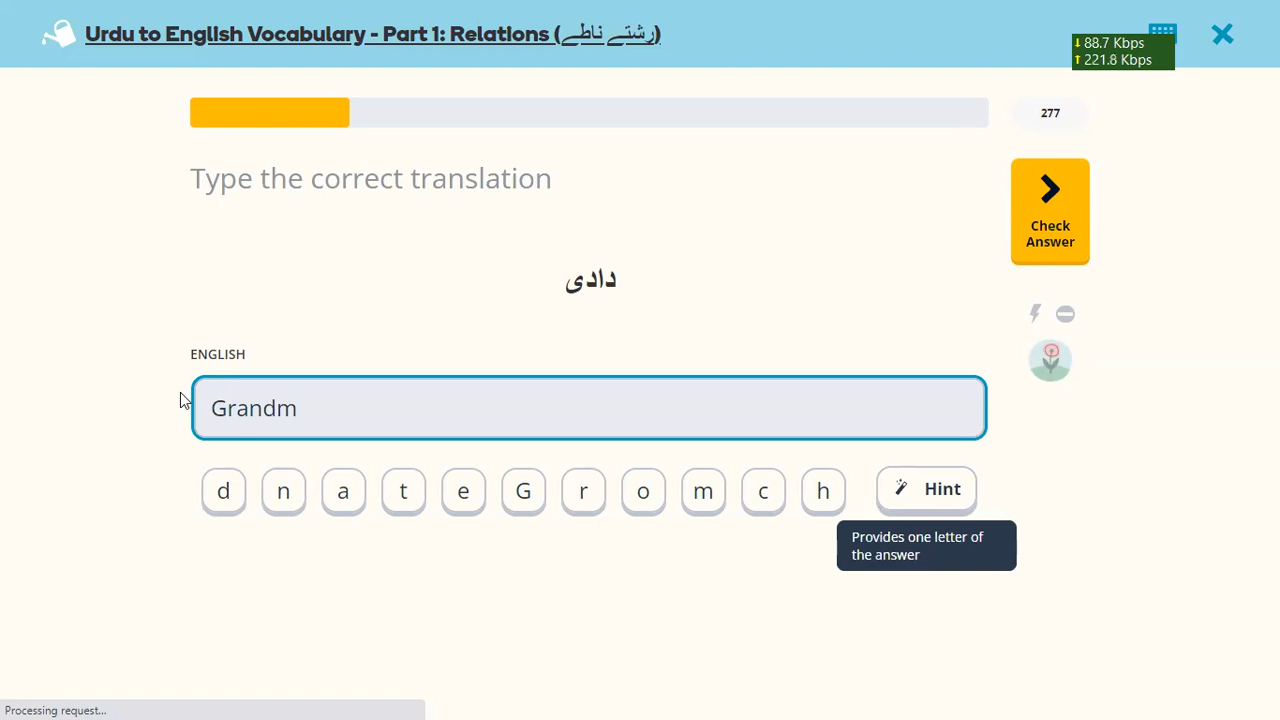 Urdu to English Vocabulary - Part 1: Relations (رشتے ناطے)
↓ 88.7 Kbps
↑ 221.8 Kbps
277
Type the correct translation
Check
Answer
دادی
ENGLISH
Grandm
d n a t e G r o m c h Hint
Provides one letter of
the answer
Processing request...